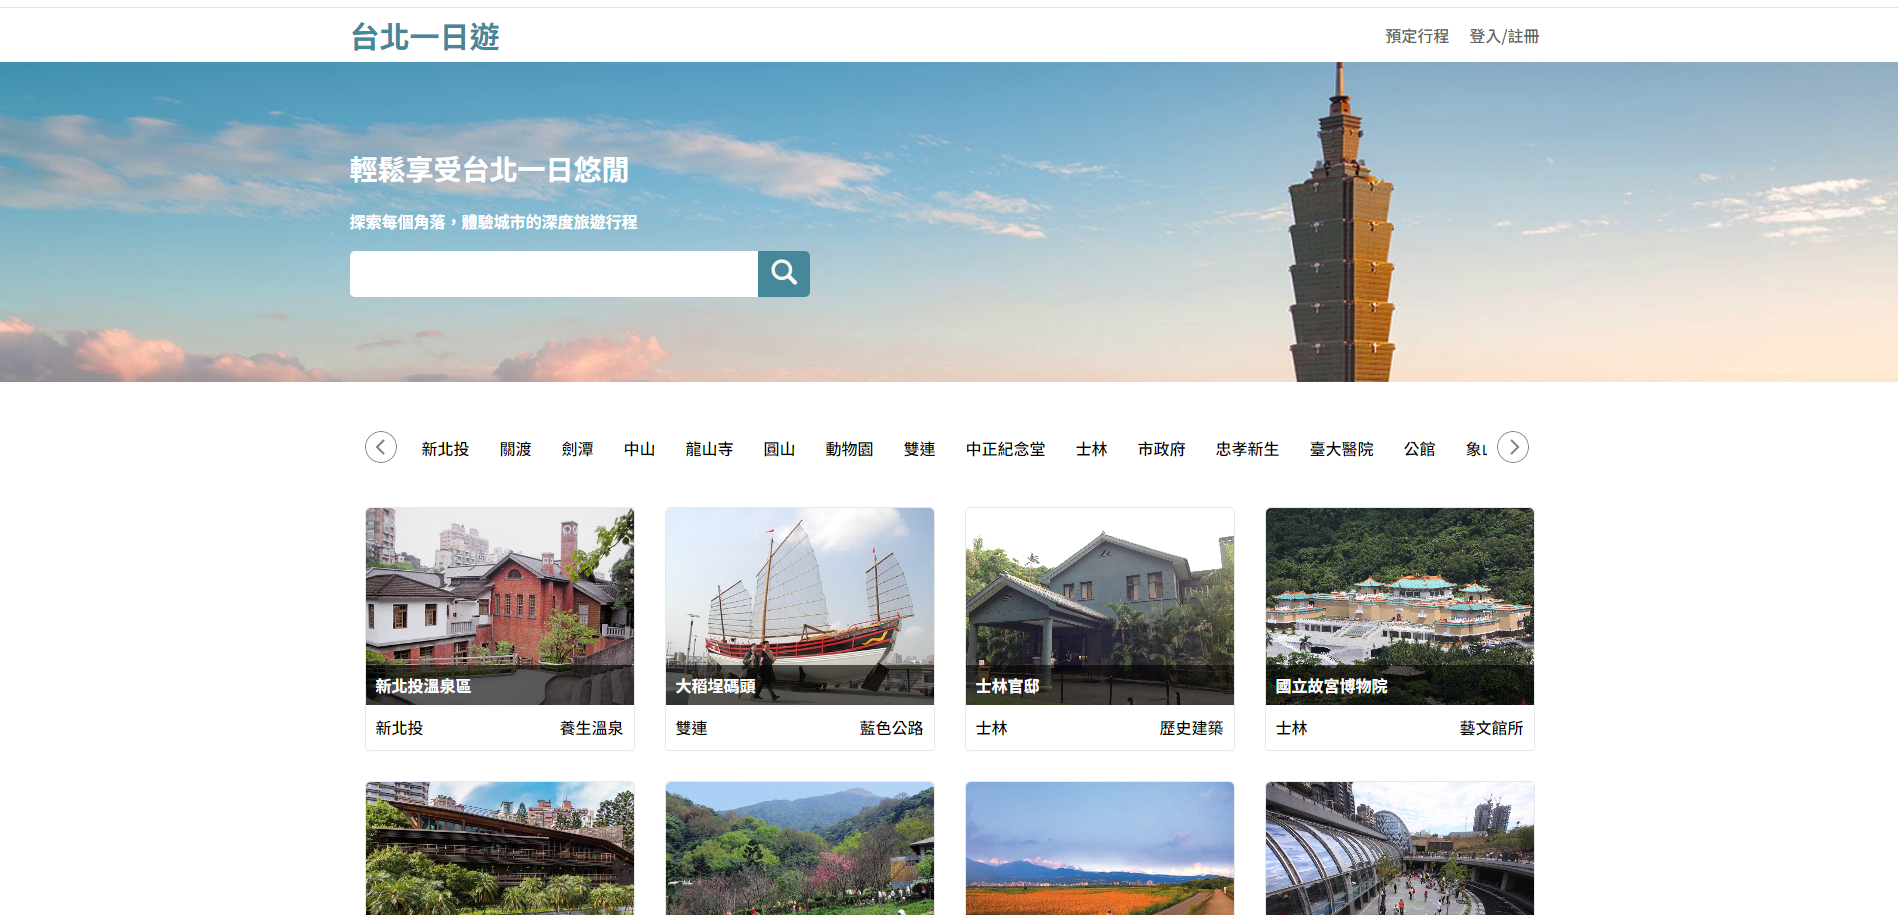 台北一日遊
預定行程 登入/註冊
輕鬆享受台北一日悠閒
探索每個角落，體驗城市的深度旅遊行程
新北投 關渡 劍潭 中山 龍山寺 圓山 動物園 雙連 中正紀念堂 士林 市政府 忠孝新生 臺大醫院 公館 象
新北投溫泉區
新北投 養生溫泉
大稻埕碼頭
雙連 藍色公路
士林官邸
士林 歷史建築
國立故宮博物院
士林 藝文館所